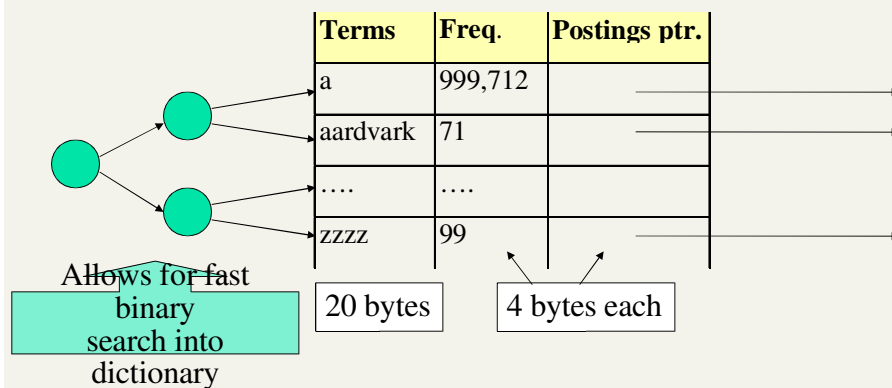 Terms Freq. Postings ptr.
a 999,712
aardvark 71
…. ….
zzzz 99
Allows for fast
binary
search into
dictionary
20 bytes
4 bytes each